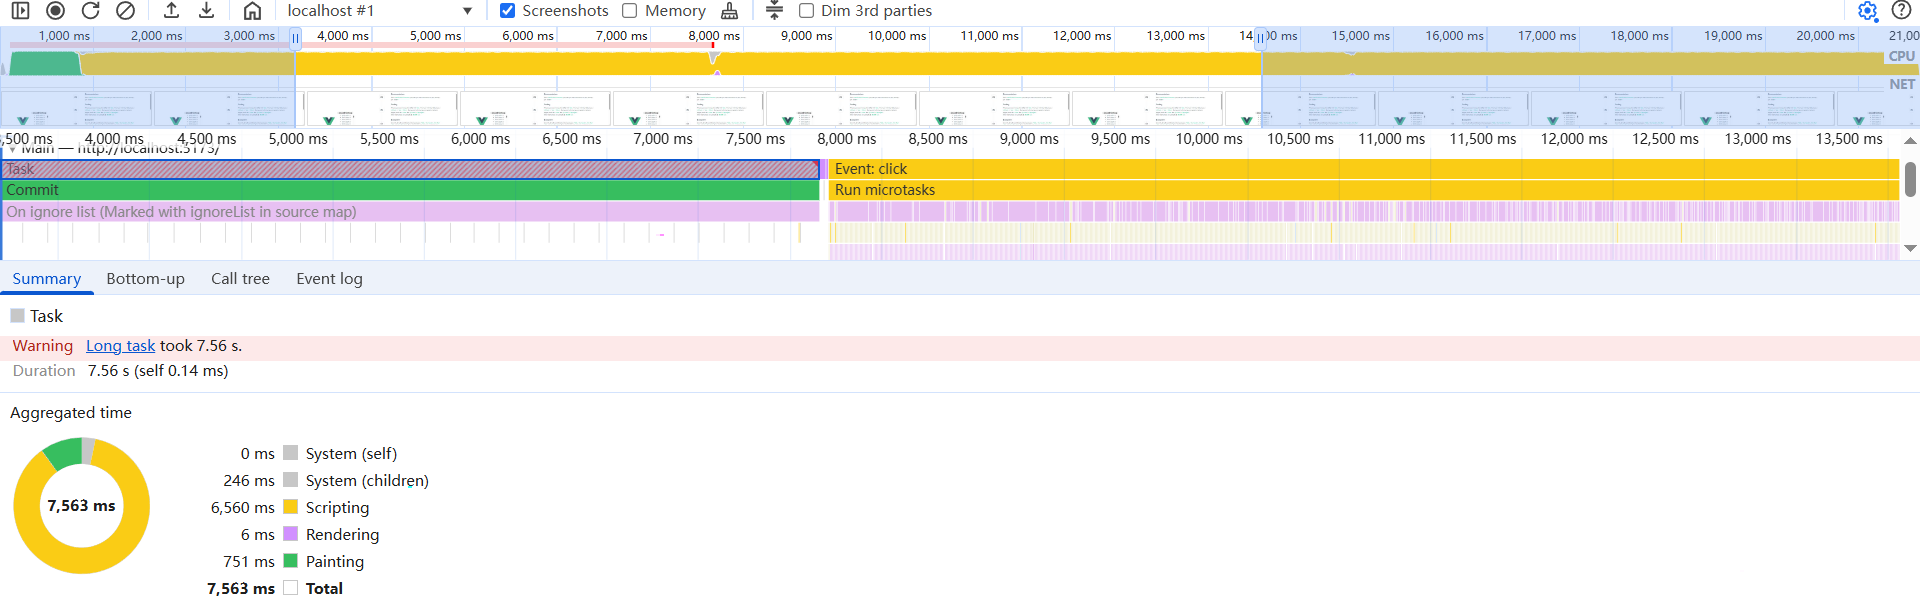 localhost #1 Screenshots Memory Dim 3rd parties
1,000 ms 2,000 ms 3,000 ms 4,000 ms 5,000 ms 6,000 ms 7,000 ms 8,000 ms 9,000 ms 10,000 ms 11,000 ms 12,000 ms 13,000 ms 14 00 ms 15,000 ms 16,000 ms 17,000 ms 18,000 ms 19,000 ms 20,000 ms 21,00
CPU
NET
,500 ms 4,000 ms 4,500 ms 5,000 ms 5,500 ms 6,000 ms 6,500 ms 7,000 ms 7,500 ms 8,000 ms 8,500 ms 9,000 ms 9,500 ms 10,000 ms 10,500 ms 11,000 ms 11,500 ms 12,000 ms 12,500 ms 13,000 ms 13,500 ms
Main — http://localhost:5173/
Task Event: click
Commit Run microtasks
On ignore list (Marked with ignoreList in source map)
Summary Bottom-up Call tree Event log
Task
Warning Long task took 7.56 s.
Duration 7.56 s (self 0.14 ms)
Aggregated time
7,563 ms
0 ms System (self)
246 ms System (children)
6,560 ms Scripting
6 ms Rendering
751 ms Painting
7,563 ms Total